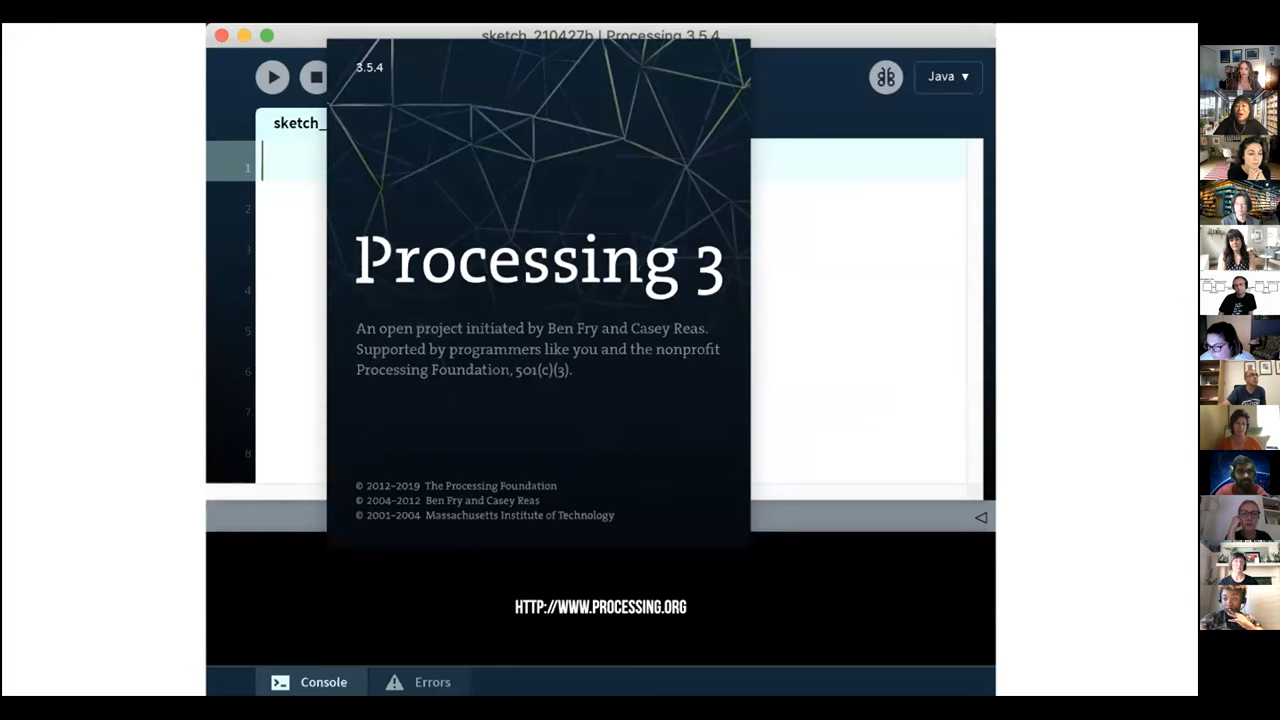 sketch_210427b | Processing 3.5.4
3.5.4
Java ▾
sketch_
1
2
3
4
5
6
7
8
Processing 3
An open project initiated by Ben Fry and Casey Reas.
Supported by programmers like you and the nonprofit
Processing Foundation, 501(c)(3).
© 2012–2019 The Processing Foundation
© 2004–2012 Ben Fry and Casey Reas
© 2001–2004 Massachusetts Institute of Technology
HTTP://WWW.PROCESSING.ORG
Console
Errors